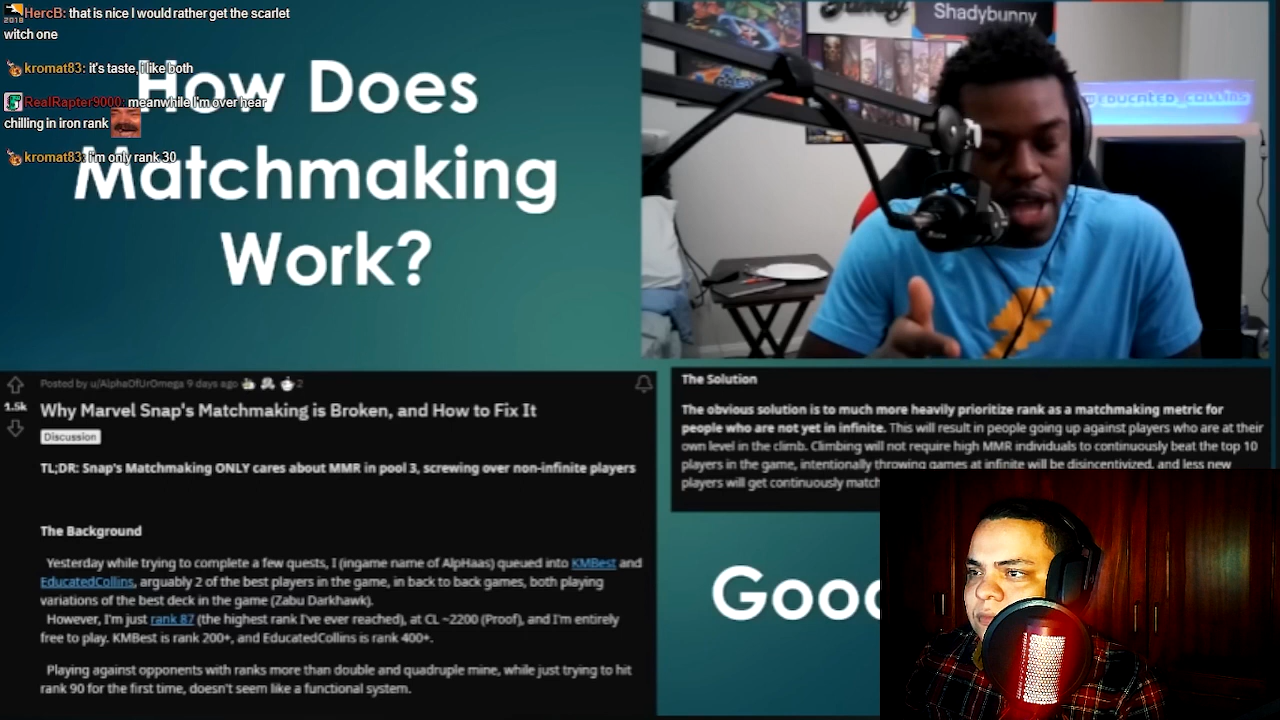 2018 HercB: that is nice I would rather get the scarlet
witch one
kromat83: it's taste, i like both
RealRapter9000: meanwhile I'm over hear
chilling in iron rank
kromat83: i'm only rank 30
How Does
Matchmaking
Work?
Shadybunny
@EDUCATED_COLLINS
Posted by u/AlphaOfUrOmega 9 days ago 2
1.5k
Why Marvel Snap's Matchmaking is Broken, and How to Fix It
Discussion
TL;DR: Snap's Matchmaking ONLY cares about MMR in pool 3, screwing over non-infinite players
The Background
Yesterday while trying to complete a few quests, I (ingame name of AlpHaas) queued into KMBest and
EducatedCollins, arguably 2 of the best players in the game, in back to back games, both playing
variations of the best deck in the game (Zabu Darkhawk).
However, I'm just rank 87 (the highest rank I've ever reached), at CL ~2200 (Proof), and I'm entirely
free to play. KMBest is rank 200+, and EducatedCollins is rank 400+.
Playing against opponents with ranks more than double and quadruple mine, while just trying to hit
rank 90 for the first time, doesn't seem like a functional system.
The Solution
The obvious solution is to much more heavily prioritize rank as a matchmaking metric for
people who are not yet in infinite. This will result in people going up against players who are at their
own level in the climb. Climbing will not require high MMR individuals to continuously beat the top 10
players in the game, intentionally throwing games at infinite will be disincentivized, and less new
players will get continuously match
Good